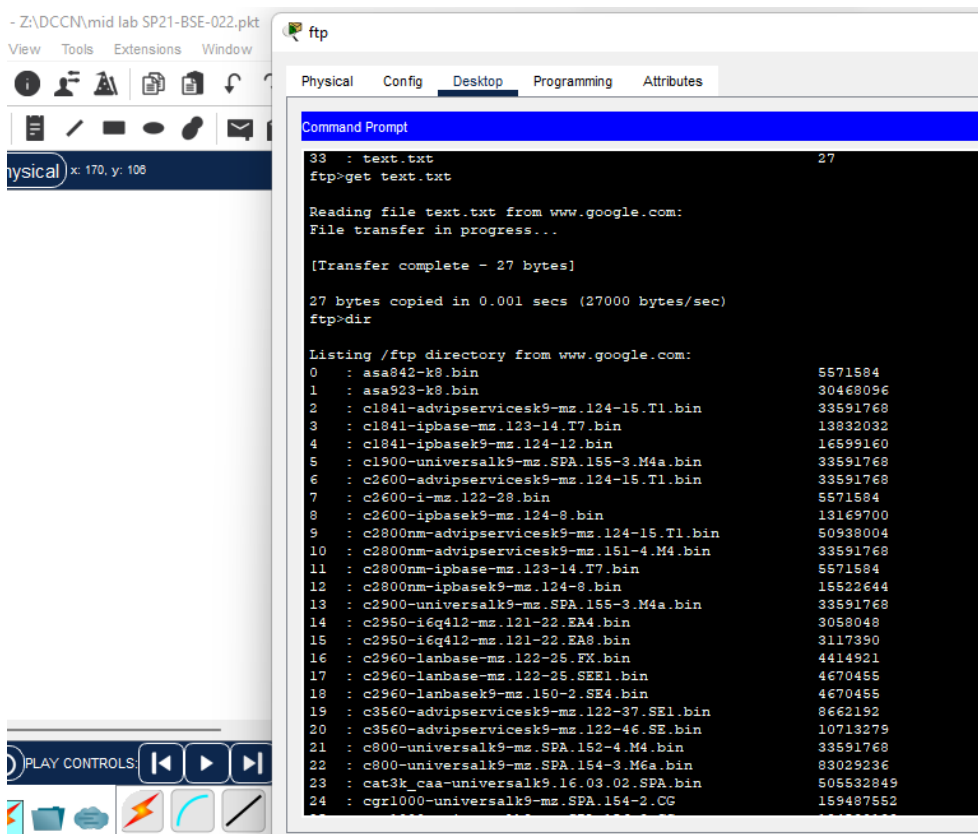 - Z:\DCCN\mid lab SP21-BSE-022.pkt
View Tools Extensions Window
x: 170, y: 106
PLAY CONTROLS:
ftp
Physical Config Desktop Programming Attributes
Command Prompt
33 : text.txt 27
ftp>get text.txt
Reading file text.txt from www.google.com:
File transfer in progress...
[Transfer complete - 27 bytes]
27 bytes copied in 0.001 secs (27000 bytes/sec)
ftp>dir
Listing /ftp directory from www.google.com:
0 : asa842-k8.bin 5571584
1 : asa923-k8.bin 30468096
2 : c1841-advipservicesk9-mz.124-15.T1.bin 33591768
3 : c1841-ipbase-mz.123-14.T7.bin 13832032
4 : c1841-ipbasek9-mz.124-12.bin 16599160
5 : c1900-universalk9-mz.SPA.155-3.M4a.bin 33591768
6 : c2600-advipservicesk9-mz.124-15.T1.bin 33591768
7 : c2600-i-mz.122-28.bin 5571584
8 : c2600-ipbasek9-mz.124-8.bin 13169700
9 : c2800nm-advipservicesk9-mz.124-15.T1.bin 50938004
10 : c2800nm-advipservicesk9-mz.151-4.M4.bin 33591768
11 : c2800nm-ipbase-mz.123-14.T7.bin 5571584
12 : c2800nm-ipbasek9-mz.124-8.bin 15522644
13 : c2900-universalk9-mz.SPA.155-3.M4a.bin 33591768
14 : c2950-i6q4l2-mz.121-22.EA4.bin 3058048
15 : c2950-i6q4l2-mz.121-22.EA8.bin 3117390
16 : c2960-lanbase-mz.122-25.FX.bin 4414921
17 : c2960-lanbase-mz.122-25.SEE1.bin 4670455
18 : c2960-lanbasek9-mz.150-2.SE4.bin 4670455
19 : c3560-advipservicesk9-mz.122-37.SE1.bin 8662192
20 : c3560-advipservicesk9-mz.122-46.SE.bin 10713279
21 : c800-universalk9-mz.SPA.152-4.M4.bin 33591768
22 : c800-universalk9-mz.SPA.154-3.M6a.bin 83029236
23 : cat3k_caa-universalk9.16.03.02.SPA.bin 505532849
24 : cgr1000-universalk9-mz.SPA.154-2.CG 159487552